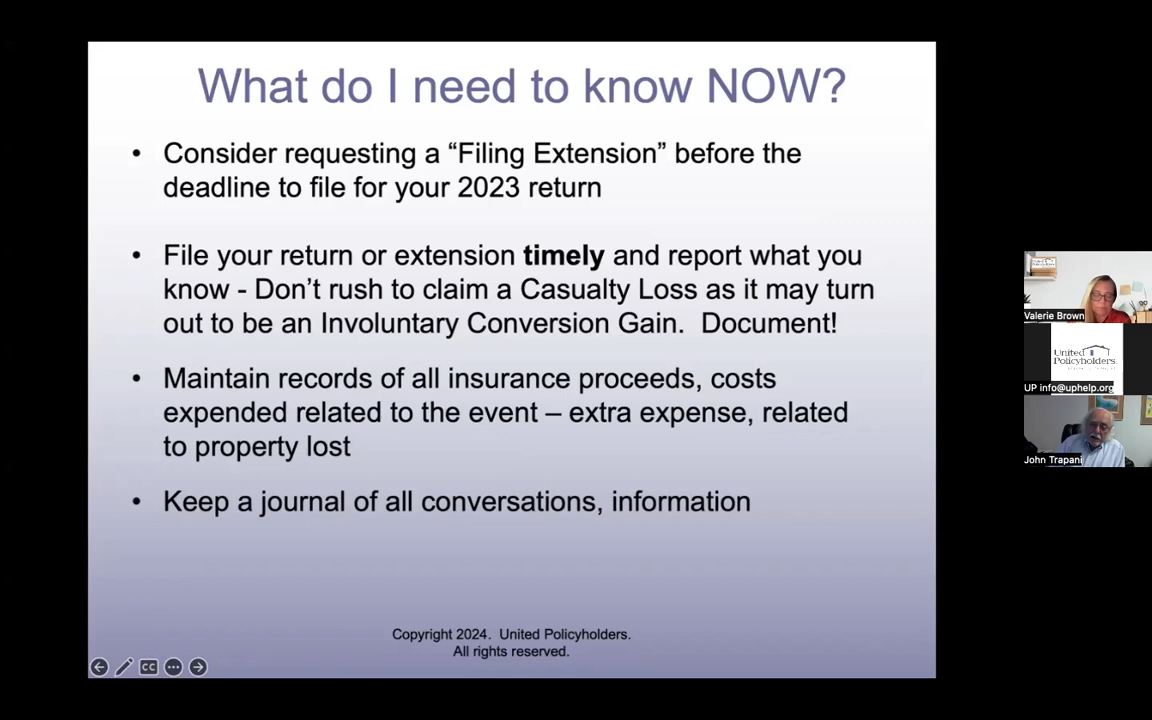 What do I need to know NOW?
• Consider requesting a “Filing Extension” before the
deadline to file for your 2023 return
• File your return or extension timely and report what you
know - Don’t rush to claim a Casualty Loss as it may turn
out to be an Involuntary Conversion Gain.  Document!
• Maintain records of all insurance proceeds, costs
expended related to the event – extra expense, related
to property lost
• Keep a journal of all conversations, information
Copyright 2024.  United Policyholders.
All rights reserved.
CC
Valerie Brown
United
Policyholders.
UP info@uphelp.org
John Trapani